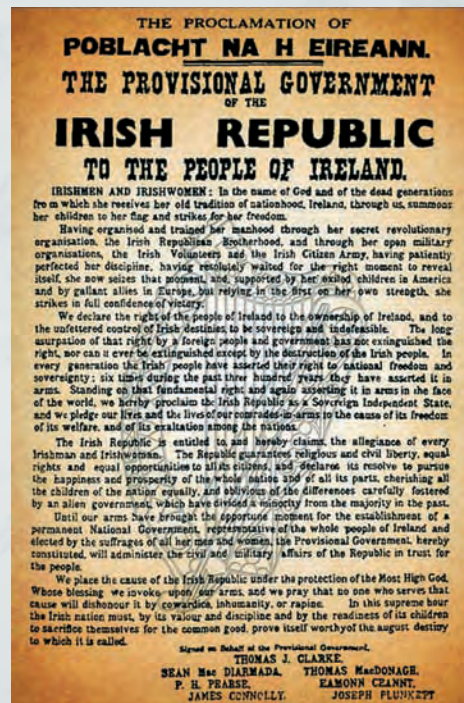 THE PROCLAMATION OF
POBLACHT NA H EIREANN.
THE PROVISIONAL GOVERNMENT
OF THE
IRISH REPUBLIC
TO THE PEOPLE OF IRELAND.
IRISHMEN AND IRISHWOMEN: In the name of God and of the dead generations
from which she receives her old tradition of nationhood, Ireland, through us, summons
her children to her flag and strikes for her freedom.
Having organised and trained her manhood through her secret revolutionary
organisation, the Irish Republican Brotherhood, and through her open military
organisations, the Irish Volunteers and the Irish Citizen Army, having patiently
perfected her discipline, having resolutely waited for the right moment to reveal
itself, she now seizes that moment, and, supported by her exiled children in America
and by gallant allies in Europe, but relying in the first on her own strength, she
strikes in full confidence of victory.
We declare the right of the people of Ireland to the ownership of Ireland, and to
the unfettered control of Irish destinies, to be sovereign and indefeasible. The long
usurpation of that right by a foreign people and government has not extinguished the
right, nor can it ever be extinguished except by the destruction of the Irish people. In
every generation the Irish people have asserted their right to national freedom and
sovereignty; six times during the past three hundred years they have asserted it in
arms. Standing on that fundamental right and again asserting it in arms in the face
of the world, we hereby proclaim the Irish Republic as a Sovereign Independent State,
and we pledge our lives and the lives of our comrades-in-arms to the cause of its freedom,
of its welfare, and of its exaltation among the nations.
The Irish Republic is entitled to, and hereby claims, the allegiance of every
Irishman and Irishwoman. The Republic guarantees religious and civil liberty, equal
rights and equal opportunities to all its citizens, and declares its resolve to pursue
the happiness and prosperity of the whole nation and of all its parts, cherishing all
the children of the nation equally, and oblivious of the differences carefully fostered
by an alien government, which have divided a minority from the majority in the past.
Until our arms have brought the opportune moment for the establishment of a
permanent National Government, representative of the whole people of Ireland and
elected by the suffrages of all her men and women, the Provisional Government, hereby
constituted, will administer the civil and military affairs of the Republic in trust for
the people.
We place the cause of the Irish Republic under the protection of the Most High God,
Whose blessing we invoke upon our arms, and we pray that no one who serves that
cause will dishonour it by cowardice, inhumanity, or rapine. In this supreme hour
the Irish nation must, by its valour and discipline and by the readiness of its children
to sacrifice themselves for the common good, prove itself worthy of the august destiny
to which it is called.
Signed on Behalf of the Provisional Government,
THOMAS J. CLARKE,
SEAN Mac DIARMADA, THOMAS MacDONAGH,
P. H. PEARSE, EAMONN CEANNT,
JAMES CONNOLLY. JOSEPH PLUNKETT